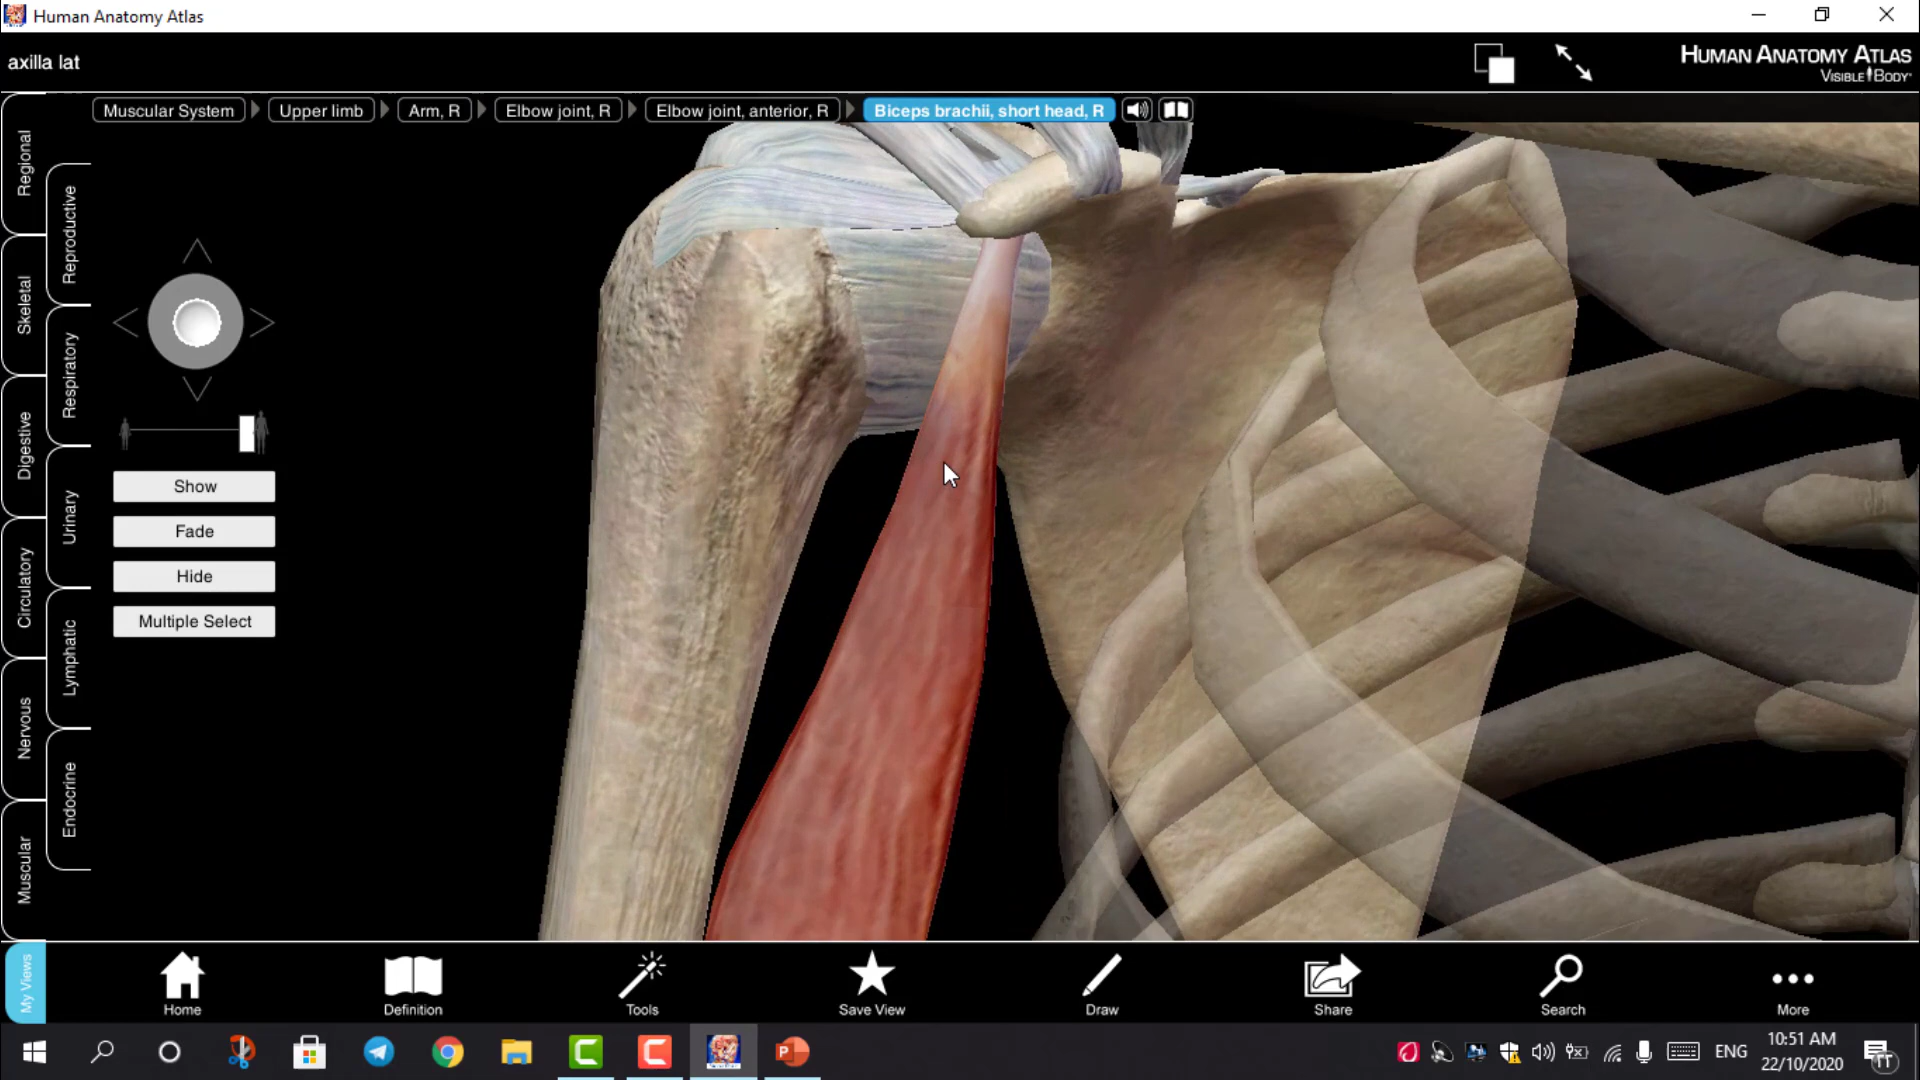 Human Anatomy Atlas
axilla lat
HUMAN ANATOMY ATLAS
VISIBLE BODY
Muscular System
Upper limb
Arm, R
Elbow joint, R
Elbow joint, anterior, R
Biceps brachii, short head, R
Regional
Skeletal
Digestive
Circulatory
Nervous
Muscular
Reproductive
Respiratory
Urinary
Lymphatic
Endocrine
Show
Fade
Hide
Multiple Select
My Views
Home
Definition
Tools
Save View
Draw
Share
Search
More
ENG
10:51 AM
22/10/2020